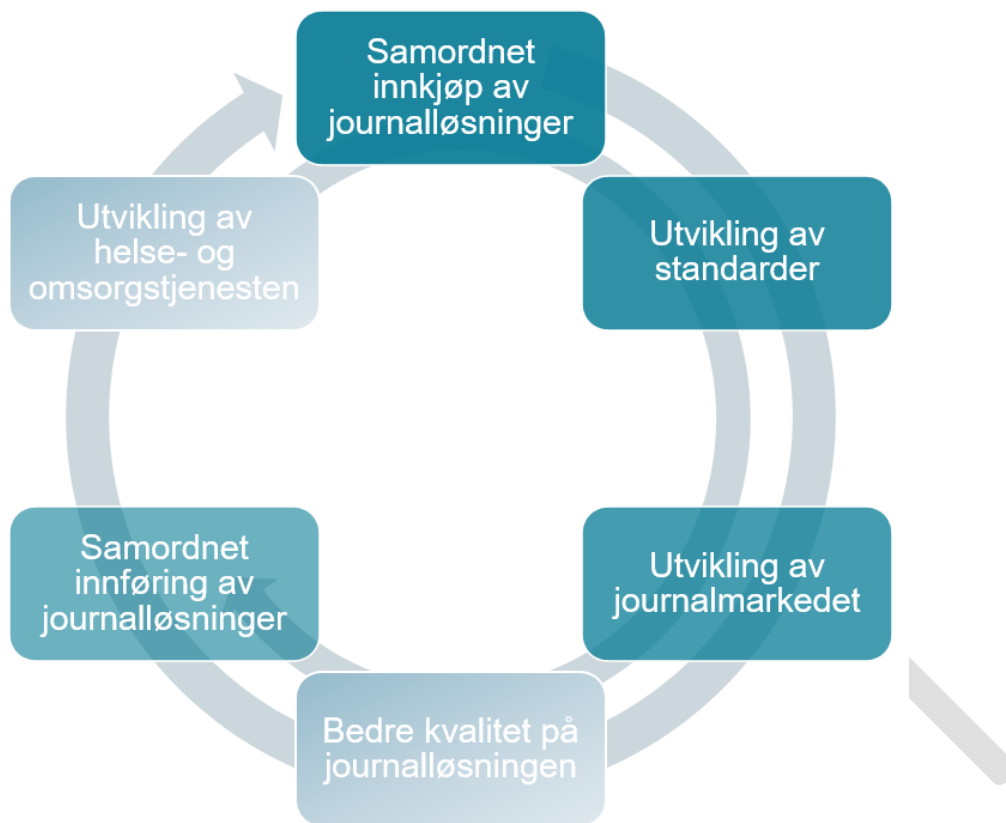 Samordnet
innkjøp av
journalløsninger
Utvikling av
standarder
Utvikling av
journalmarkedet
Bedre kvalitet på
journalløsningen
Samordnet
innføring av
journalløsninger
Utvikling av
helse- og
omsorgstjenesten